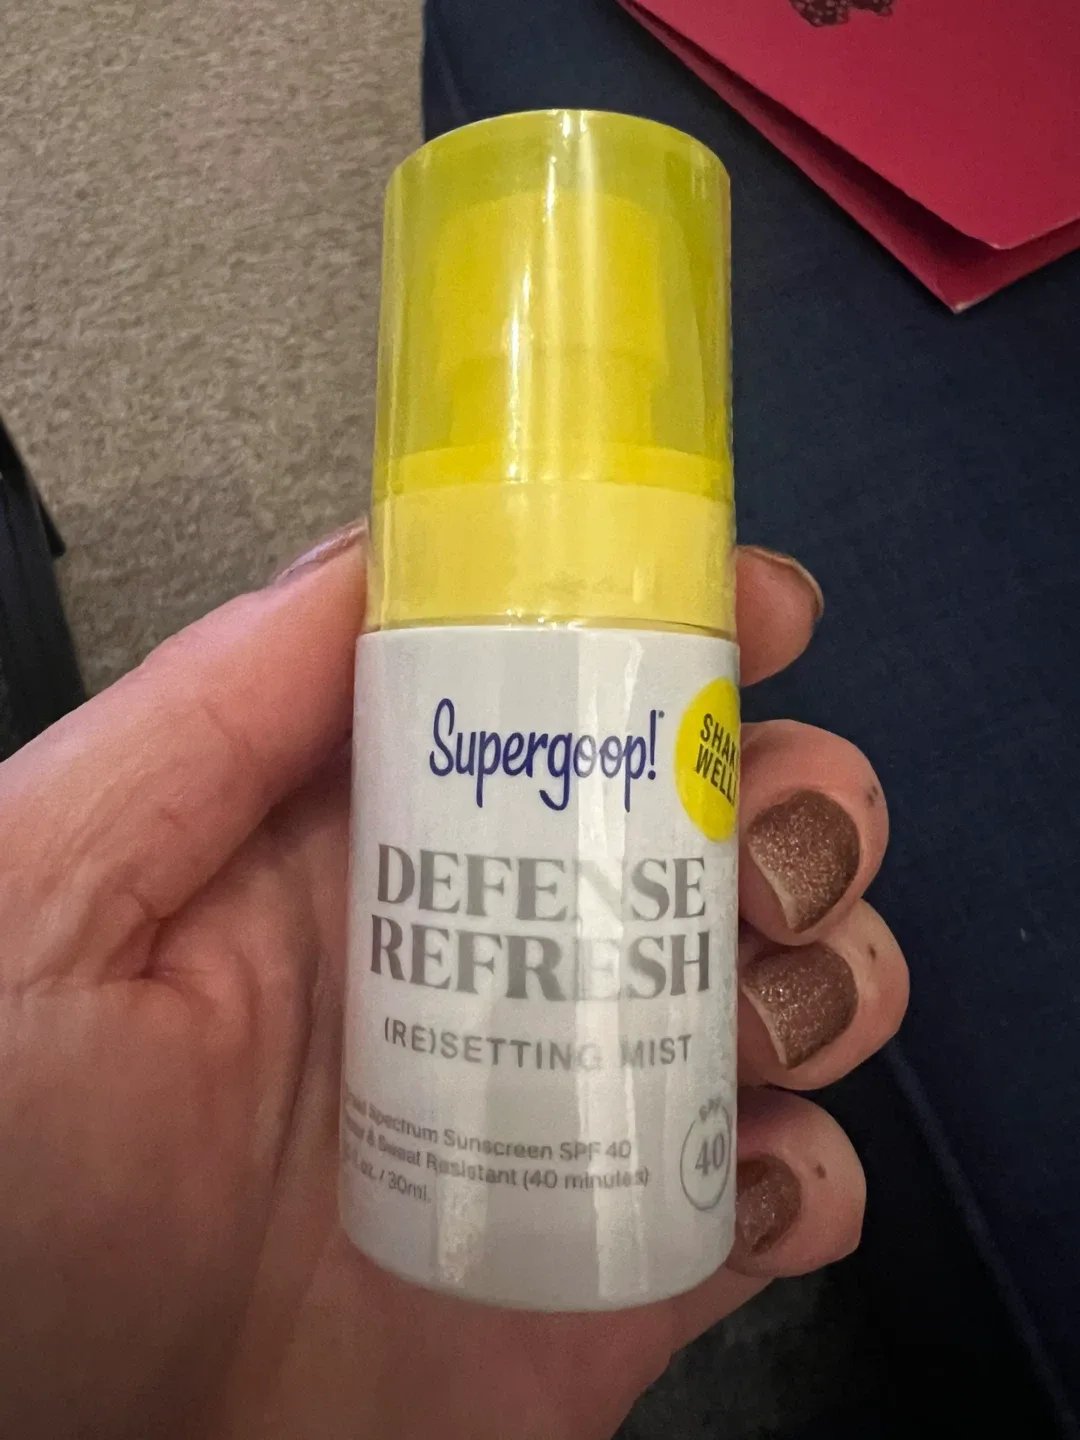 Supergoop!
SHAK
WELL
DEFENSE
REFRESH
(RE)SETTING MIST
Spectrum Sunscreen SPF 40
& Sweat Resistant (40 minutes)
oz. / 30ml.
SPF
40